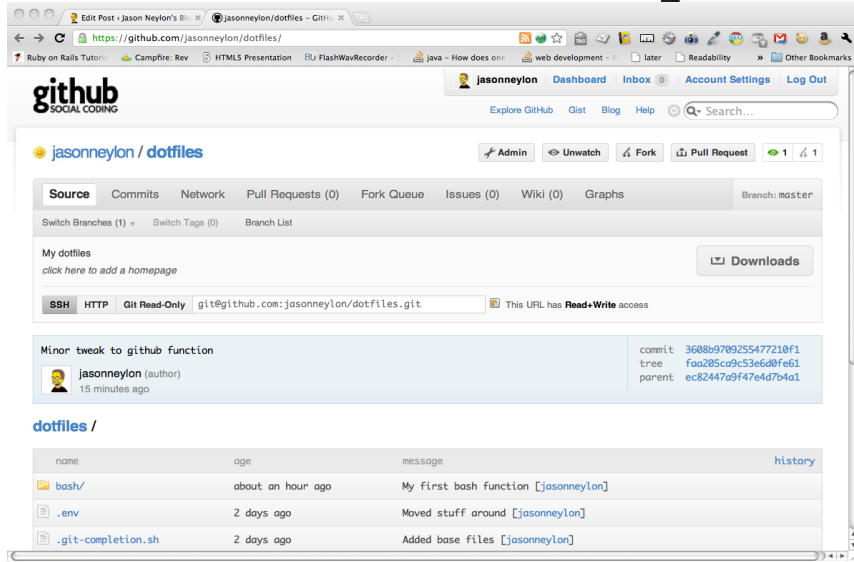 Edit Post ‹ Jason Neylon's Blo
jasonneylon/dotfiles - GitHu
https://github.com/jasonneylon/dotfiles/
Ruby on Rails Tutoria
Campfire: Rev
HTML5 Presentation
FlashWavRecorder -
java - How does one
web development -
later
Readability
»
Other Bookmarks
github
SOCIAL CODING
jasonneylon Dashboard Inbox 0 Account Settings Log Out
Explore GitHub Gist Blog Help Search...
jasonneylon / dotfiles
Admin Unwatch Fork Pull Request 1 1
Source Commits Network Pull Requests (0) Fork Queue Issues (0) Wiki (0) Graphs Branch: master
Switch Branches (1) Switch Tags (0) Branch List
My dotfiles
click here to add a homepage
Downloads
SSH HTTP Git Read-Only git@github.com:jasonneylon/dotfiles.git This URL has Read+Write access
Minor tweak to github function
jasonneylon (author)
15 minutes ago
commit 3608b9709255477210f1
tree faa205ca9c53e6d0fe61
parent ec82447a9f47e4d7b4a1
dotfiles /
name age message history
bash/ about an hour ago My first bash function [jasonneylon]
.env 2 days ago Moved stuff around [jasonneylon]
.git-completion.sh 2 days ago Added base files [jasonneylon]